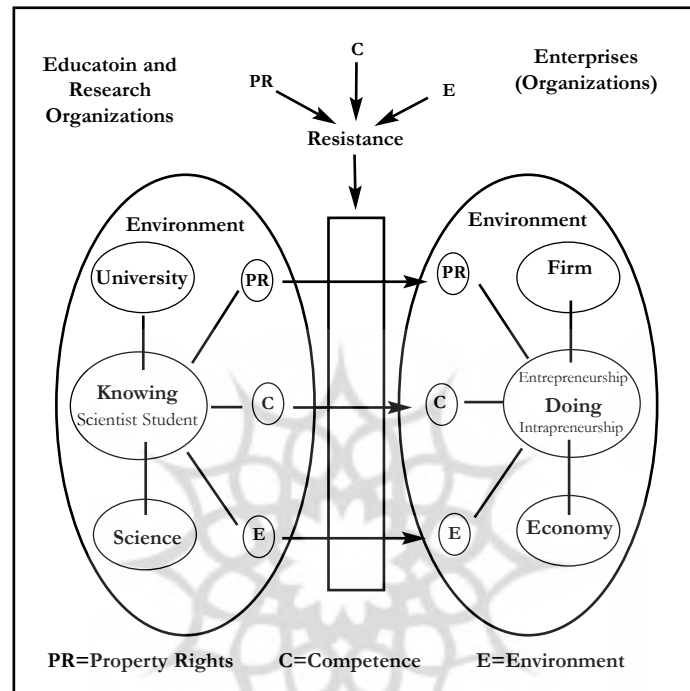 Educatoin and
Research
Organizations
C
PR
E
Resistance
Enterprises
(Organizations)
Environment
University
PR
Knowing
Scientist Student
C
Science
E
Environment
PR
Firm
Entrepreneurship
C
Doing
Intrapreneurship
E
Economy
PR=Property Rights
C=Competence
E=Environment